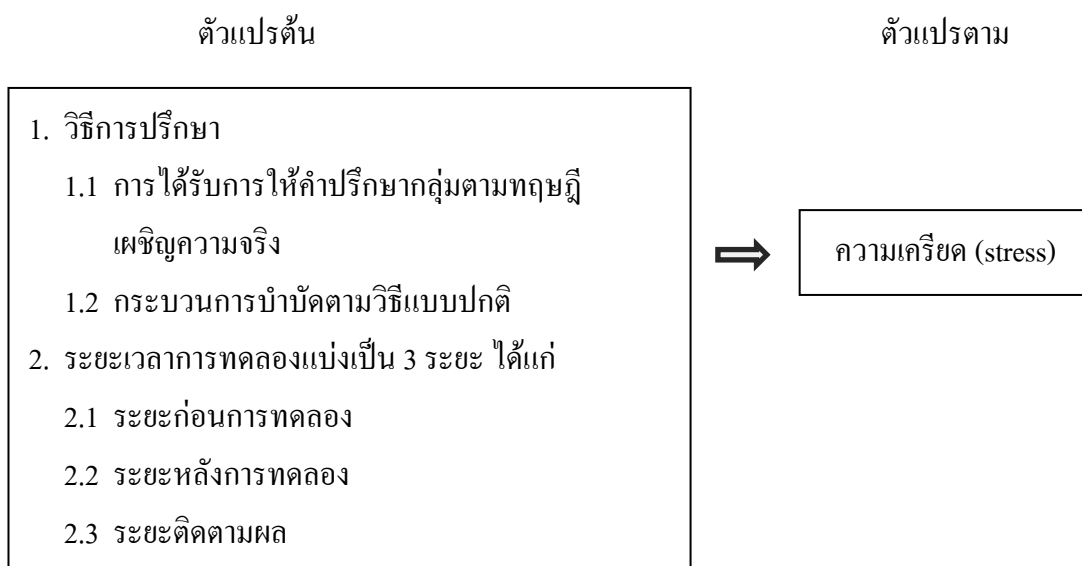 ตัวแปรต้น
ตัวแปรตาม
1. วิธีการปรึกษา
1.1 การได้รับการให้คำปรึกษากลุ่มตามทฤษฎี
เผชิญความจริง
1.2 กระบวนการบำบัดตามวิธีแบบปกติ
2. ระยะเวลาการทดลองแบ่งเป็น 3 ระยะ ได้แก่
2.1 ระยะก่อนการทดลอง
2.2 ระยะหลังการทดลอง
2.3 ระยะติดตามผล
ความเครียด (stress)